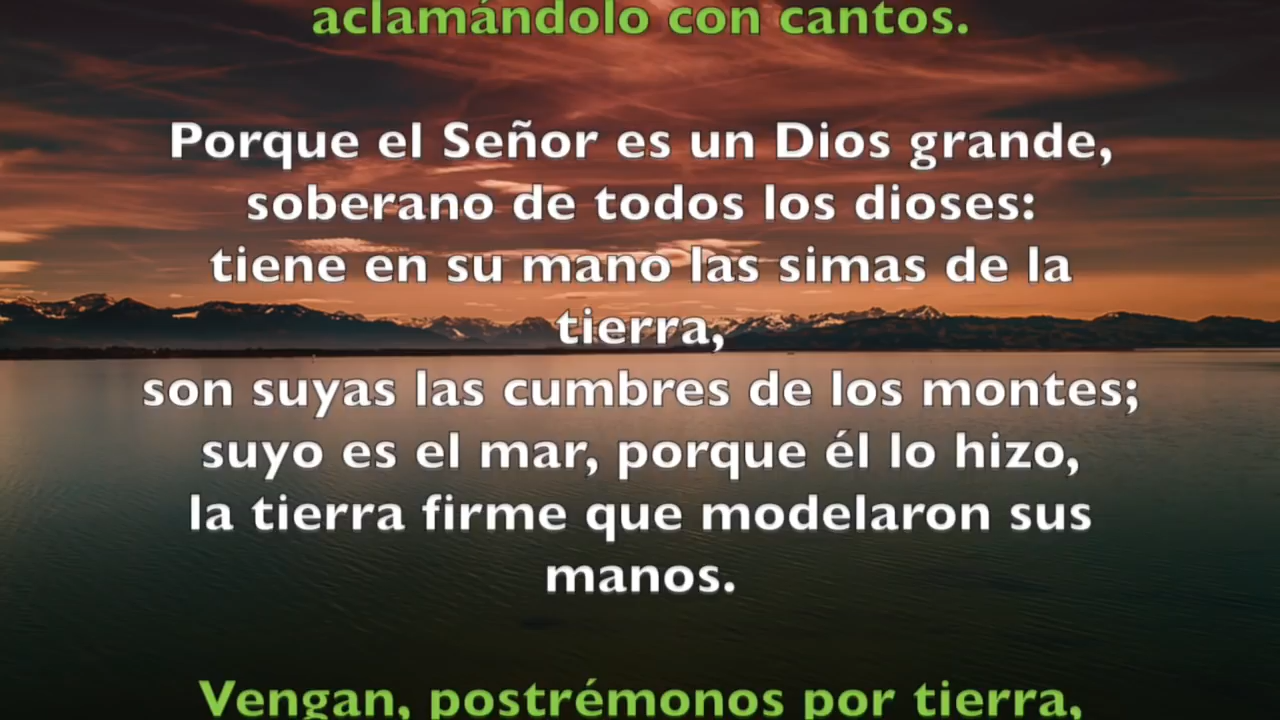 aclamándolo con cantos.
Porque el Señor es un Dios grande,
soberano de todos los dioses:
tiene en su mano las simas de la
tierra,
son suyas las cumbres de los montes;
suyo es el mar, porque él lo hizo,
la tierra firme que modelaron sus
manos.
Vengan, postrémonos por tierra,